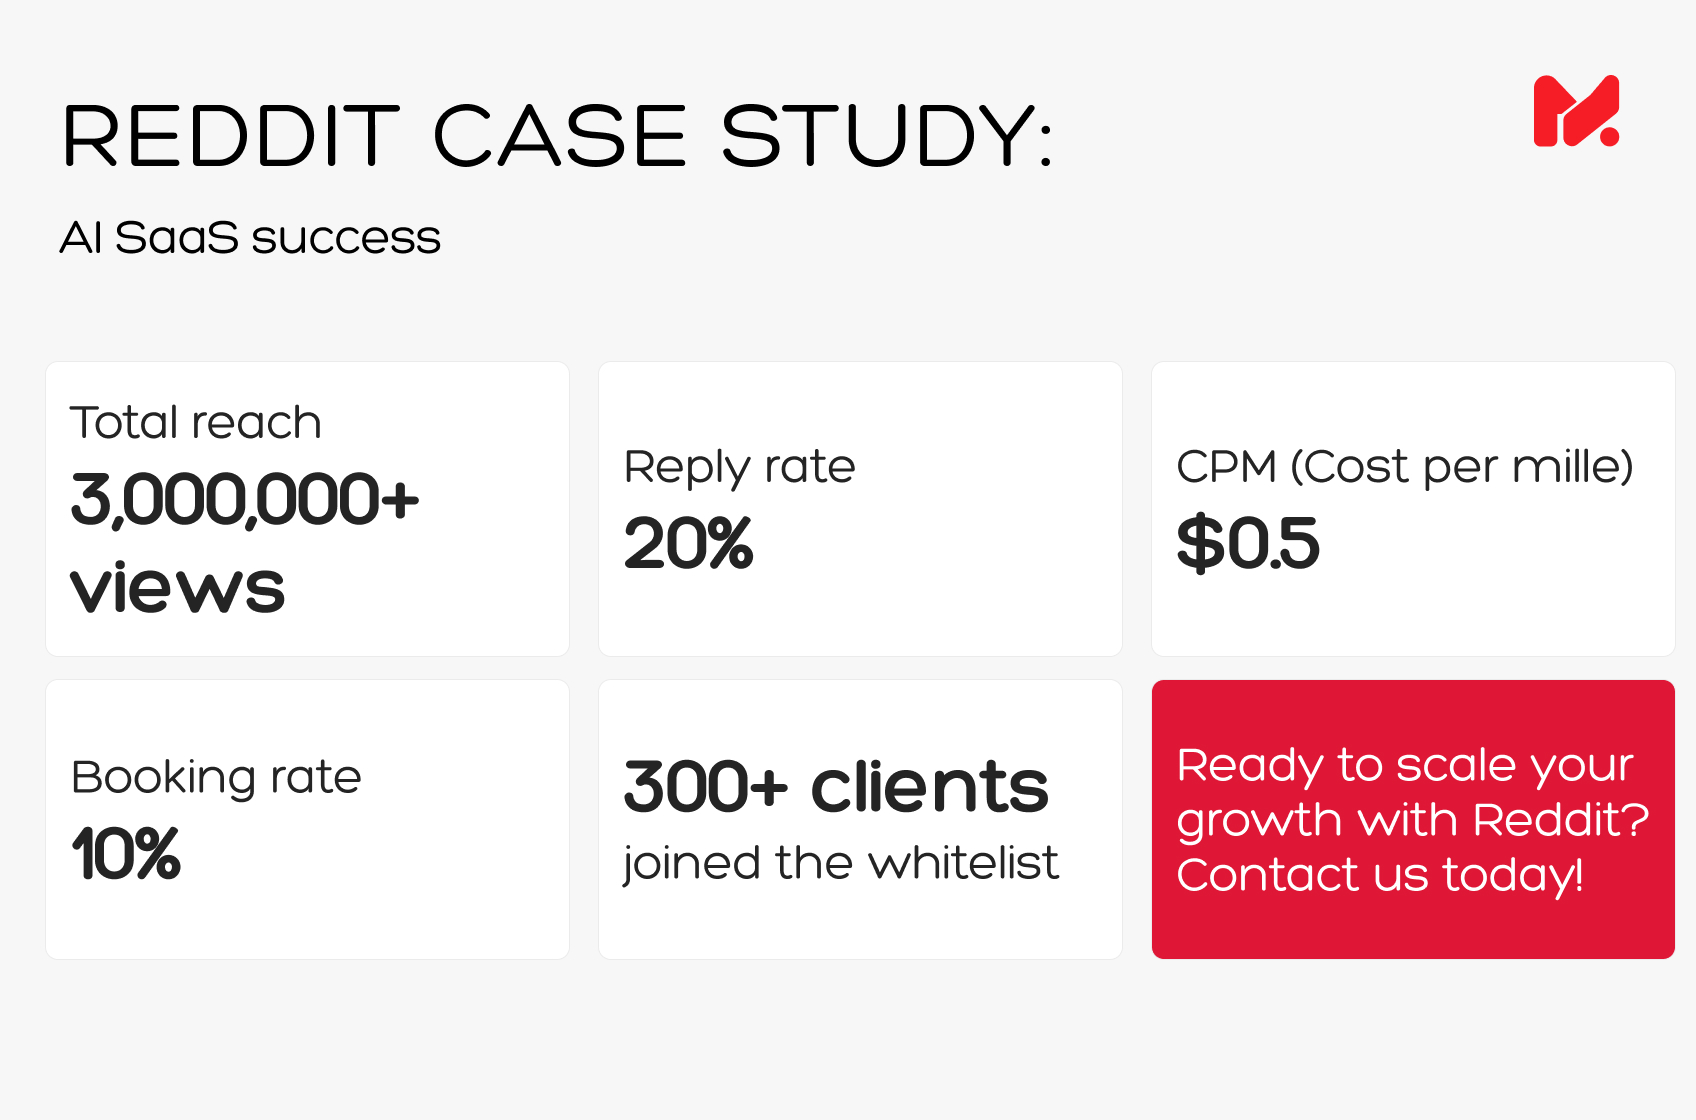 REDDIT CASE STUDY:
AI SaaS success
Total reach
3,000,000+
views
Reply rate
20%
CPM (Cost per mille)
$0.5
Booking rate
10%
300+ clients
joined the whitelist
Ready to scale your
growth with Reddit?
Contact us today!